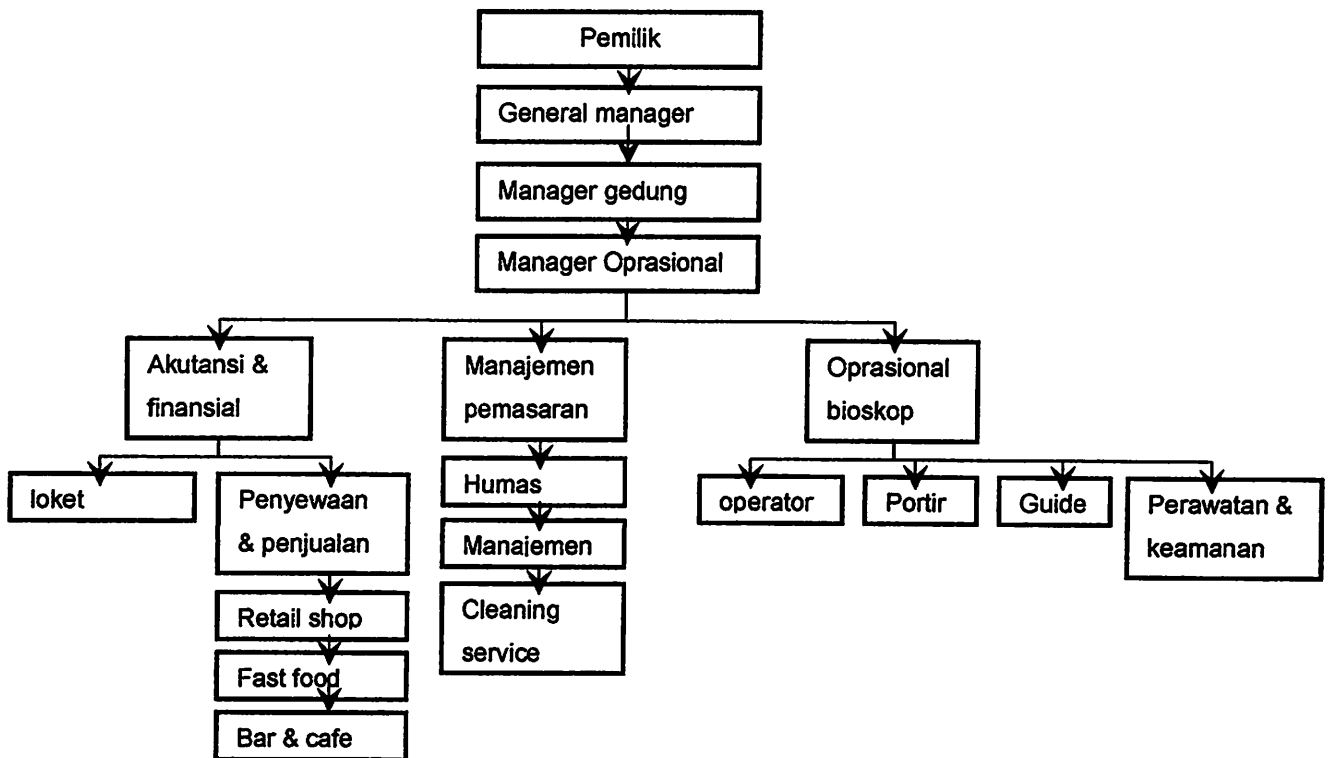 Pemilik
General manager
Manager gedung
Manager Oprasional
Akutansi &
finansial
Manajemen
pemasaran
Oprasional
bioskop
loket
Penyewaan
& penjualan
Humas
operator
Portir
Guide
Perawatan &
keamanan
Manajemen
Retail shop
Cleaning
service
Fast food
Bar & cafe